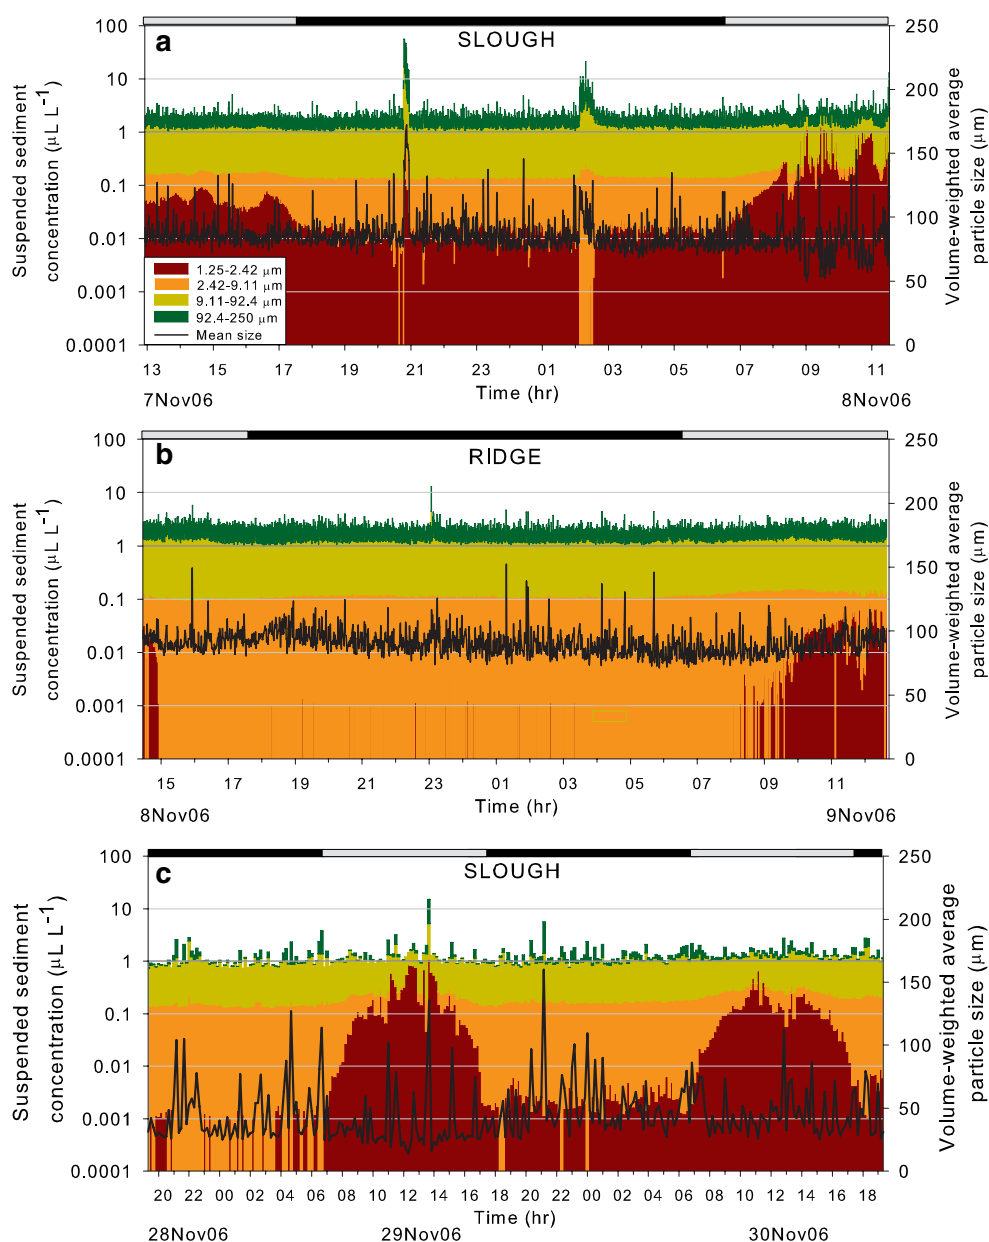 a
SLOUGH
Suspended sediment
concentration (μL L-1)
100
10
1
0.1
0.01
0.001
0.0001
250
200
150
100
50
0
Volume-weighted average
particle size (μm)
1.25-2.42 μm
2.42-9.11 μm
9.11-92.4 μm
92.4-250 μm
Mean size
13 15 17 19 21 23 01 03 05 07 09 11
Time (hr)
7Nov06 8Nov06
b
RIDGE
Suspended sediment
concentration (μL L-1)
100
10
1
0.1
0.01
0.001
0.0001
250
200
150
100
50
0
Volume-weighted average
particle size (μm)
15 17 19 21 23 01 03 05 07 09 11
Time (hr)
8Nov06 9Nov06
c
SLOUGH
Suspended sediment
concentration (μL L-1)
100
10
1
0.1
0.01
0.001
0.0001
250
200
150
100
50
0
Volume-weighted average
particle size (μm)
20 22 00 02 04 06 08 10 12 14 16 18 20 22 00 02 04 06 08 10 12 14 16 18
Time (hr)
28Nov06 29Nov06 30Nov06